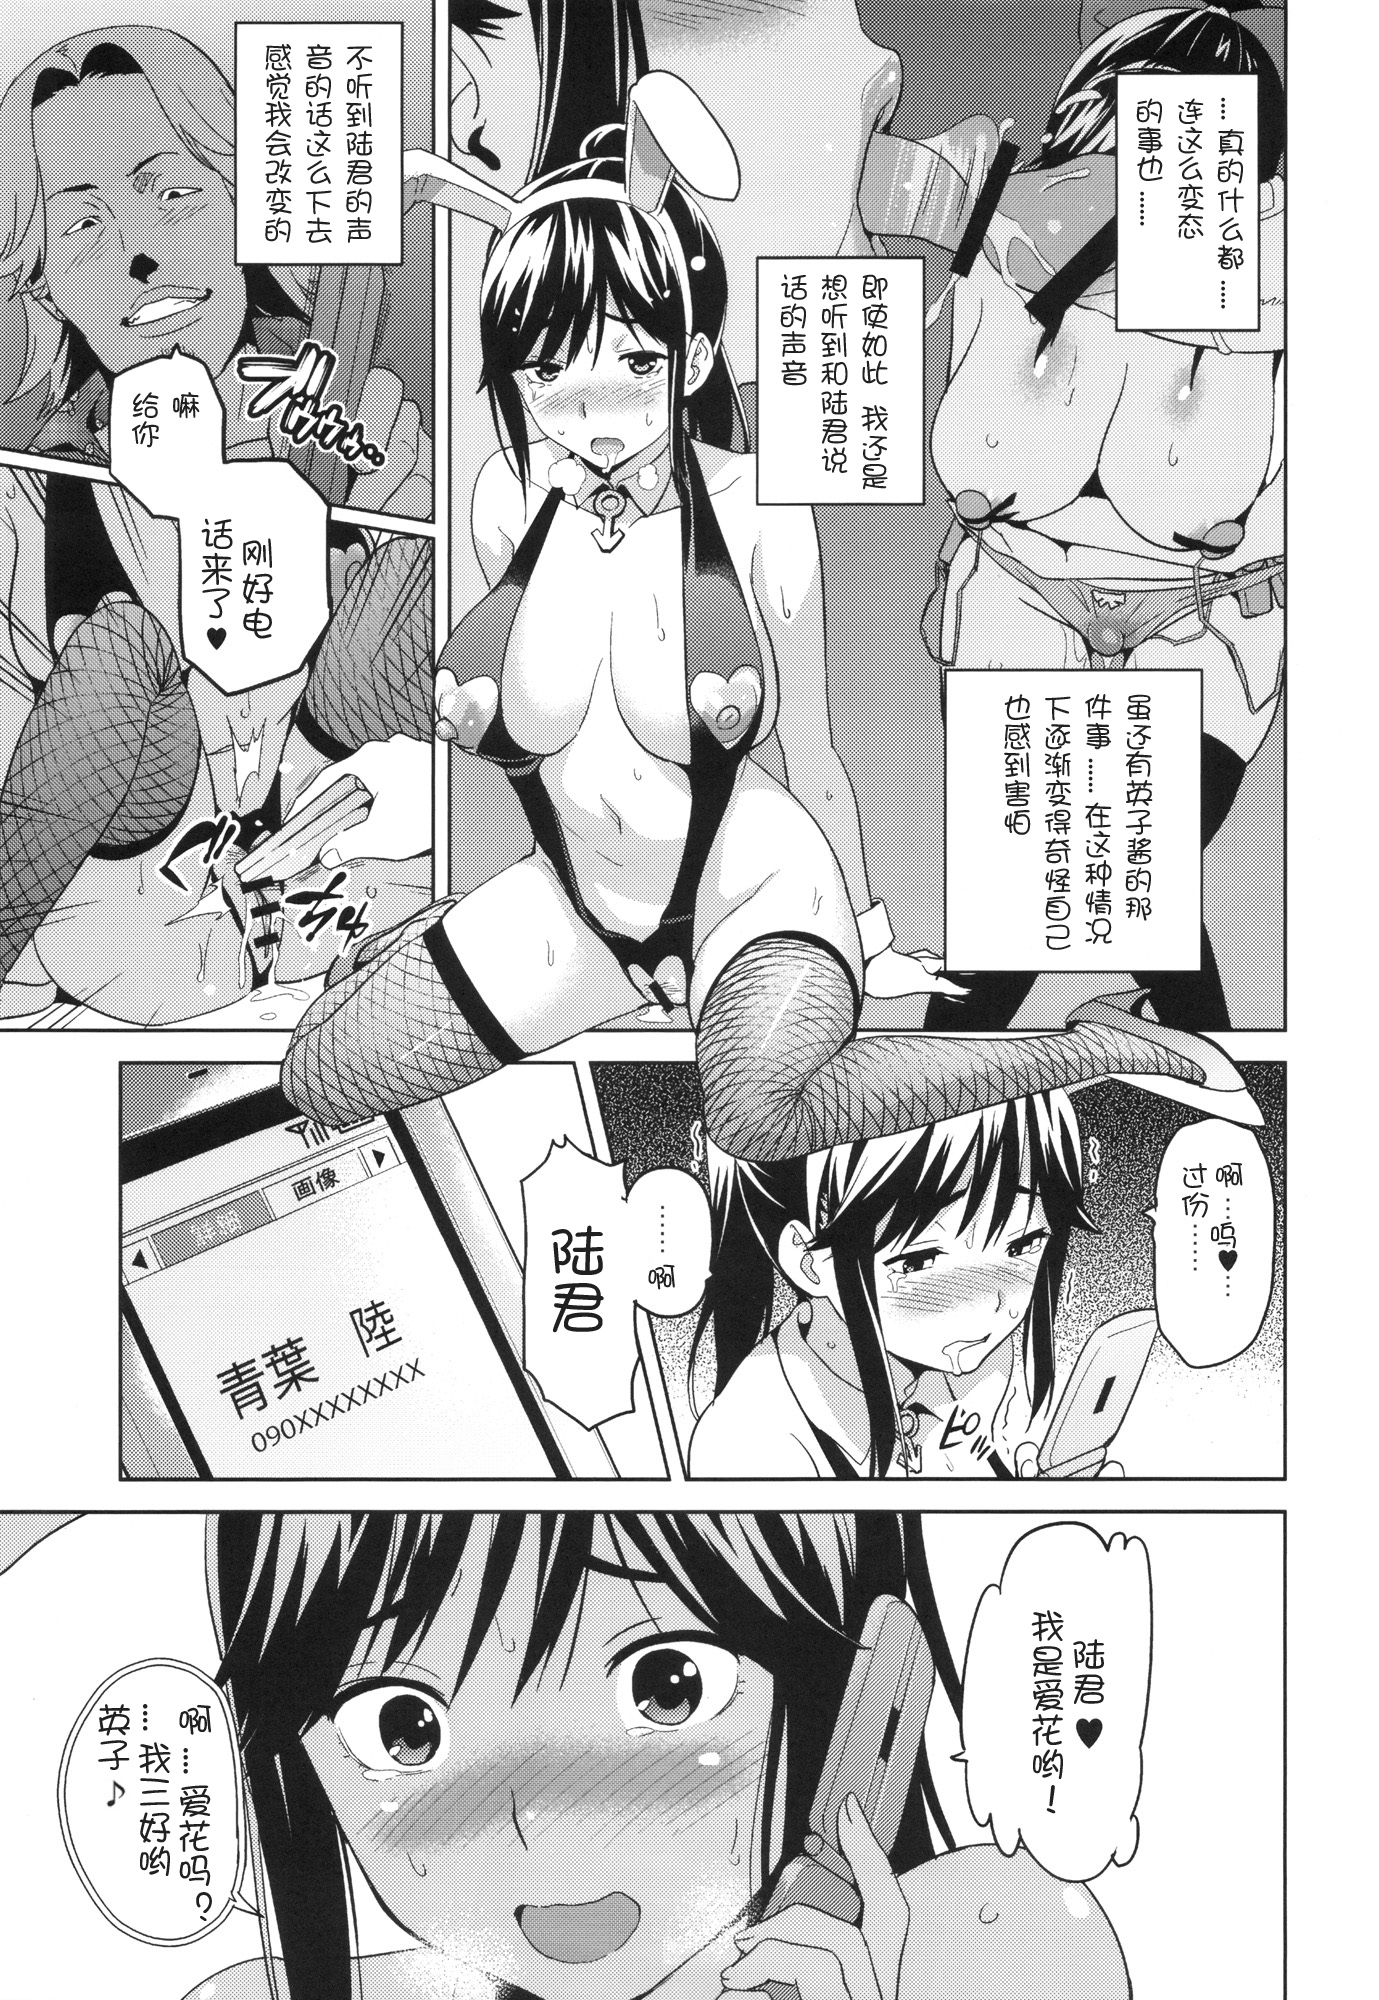 ……真的什么都……
连这么变态
的事也……
即使如此 我还是
想听到和陆君说
话的声音
虽还有英子酱的那
件事……在这种情况
下逐渐变得奇怪自己
也感到害怕
不听到陆君的声
音的话这么下去
感觉我会改变的
嘛
给你
刚好电
话来了♥
啊……呜♥……
过份……
ピッ
………啊
陆君
画像
青葉 陸
090XXXXXXXX
陆君♥
我是爱花哟！
啊……爱花吗？
……我三好哟
英子♪